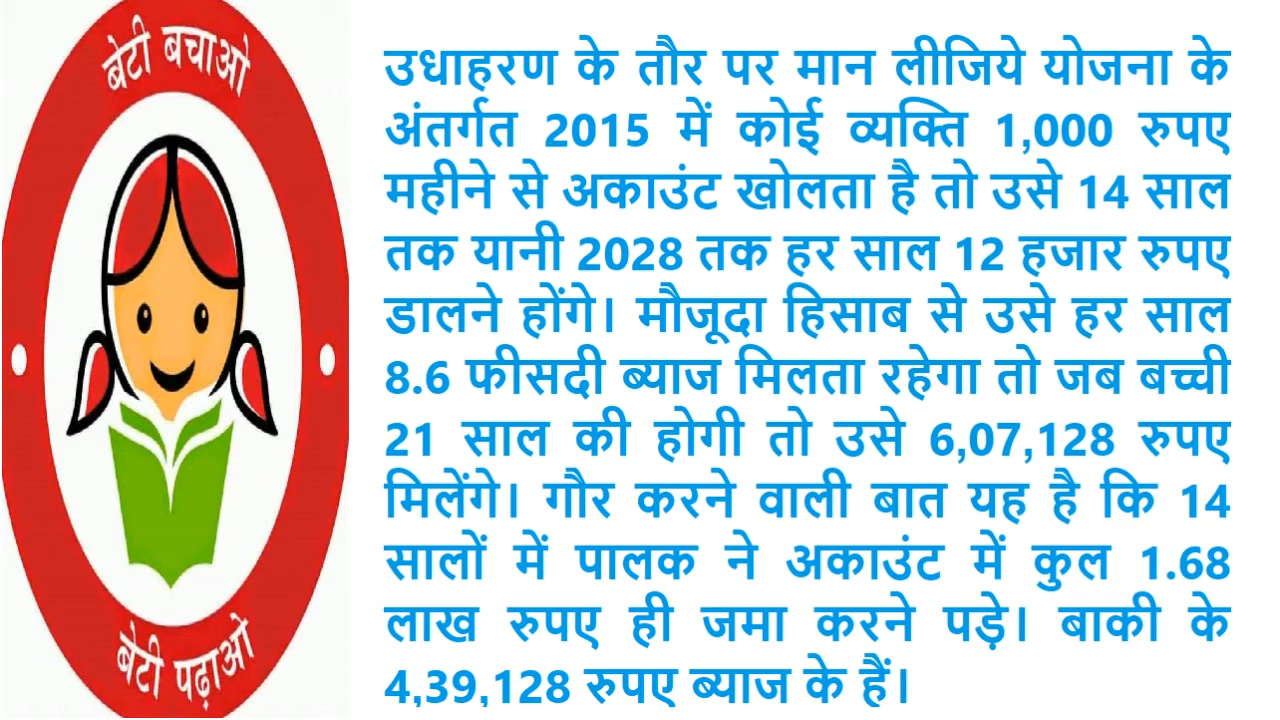 बेटी बचाओ
बेटी पढ़ाओ
उधाहरण के तौर पर मान लीजिये योजना के
अंतर्गत 2015 में कोई व्यक्ति 1,000 रुपए
महीने से अकाउंट खोलता है तो उसे 14 साल
तक यानी 2028 तक हर साल 12 हजार रुपए
डालने होंगे। मौजूदा हिसाब से उसे हर साल
8.6 फीसदी ब्याज मिलता रहेगा तो जब बच्ची
21 साल की होगी तो उसे 6,07,128 रुपए
मिलेंगे। गौर करने वाली बात यह है कि 14
सालों में पालक ने अकाउंट में कुल 1.68
लाख रुपए ही जमा करने पड़े। बाकी के
4,39,128 रुपए ब्याज के हैं।